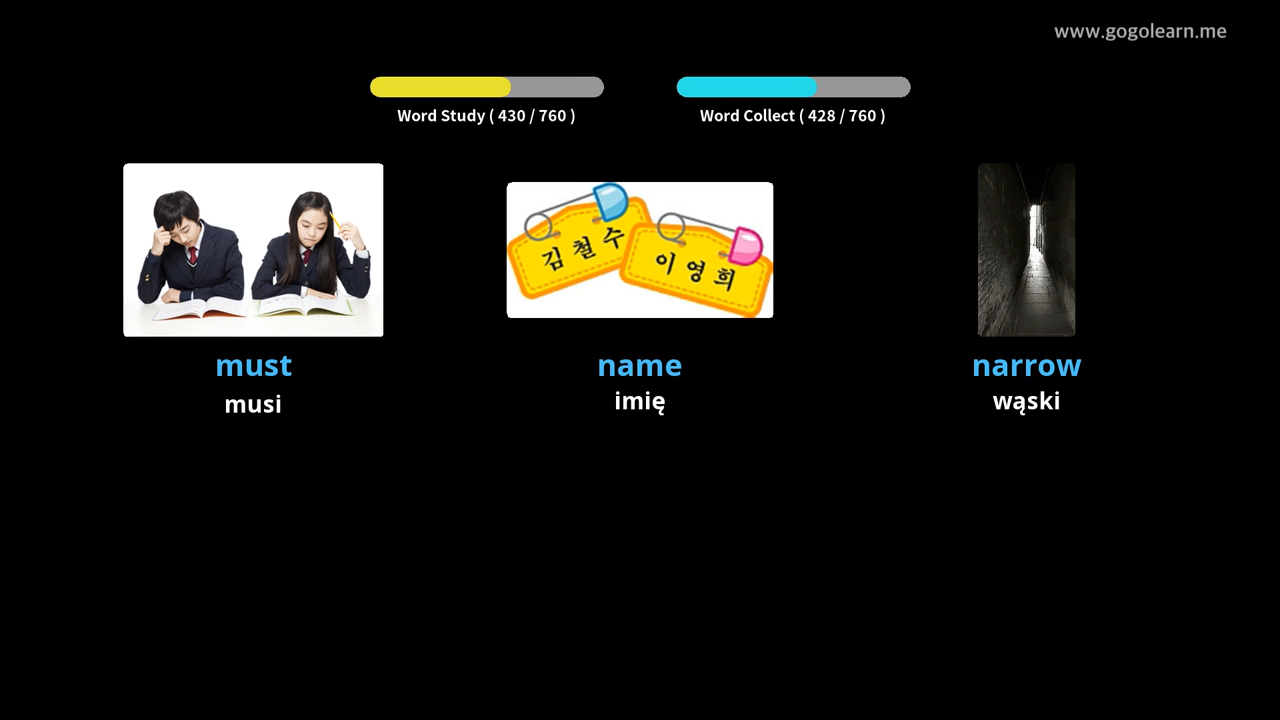 www.gogolearn.me
Word Study ( 430 / 760 )
Word Collect ( 428 / 760 )
김철수
이영희
must
name
narrow
musi
imię
wąski